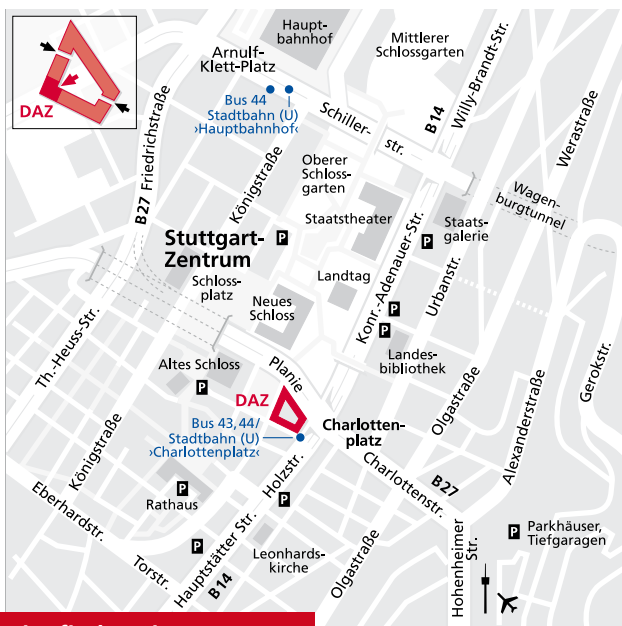 DAZ
Haupt-
bahnhof
Mittlerer
Schlossgarten
Arnulf-
Klett-Platz
Willy-Brandt-Str.
B14
Bus 44
Stadtbahn (U)
›Hauptbahnhof‹
Schiller-
str.
Werastraße
B27 Friedrichstraße
Königstraße
Oberer
Schloss-
garten
Wagen-
burgtunnel
Staatstheater
Staats-
galerie
P
P
Stuttgart-
Zentrum
Konr.-Adenauer-Str.
Urbanstr.
Schloss-
platz
Landtag
Neues
Schloss
P
P
Th.-Heuss-Str.
Landes-
bibliothek
Gerokstr.
Altes Schloss
P
Planie
DAZ
Olgastraße
Alexanderstraße
Bus 43, 44/
Stadtbahn (U)
›Charlottenplatz‹
Charlotten-
platz
Königstraße
Charlottenstr.
B27
Holzstr.
P
Rathaus
P
Eberhardstr.
Hauptstätter Str.
B14
P
Torstr.
Leonhards-
kirche
Olgastraße
Hohenheimer
Str.
P
Parkhäuser,
Tiefgaragen